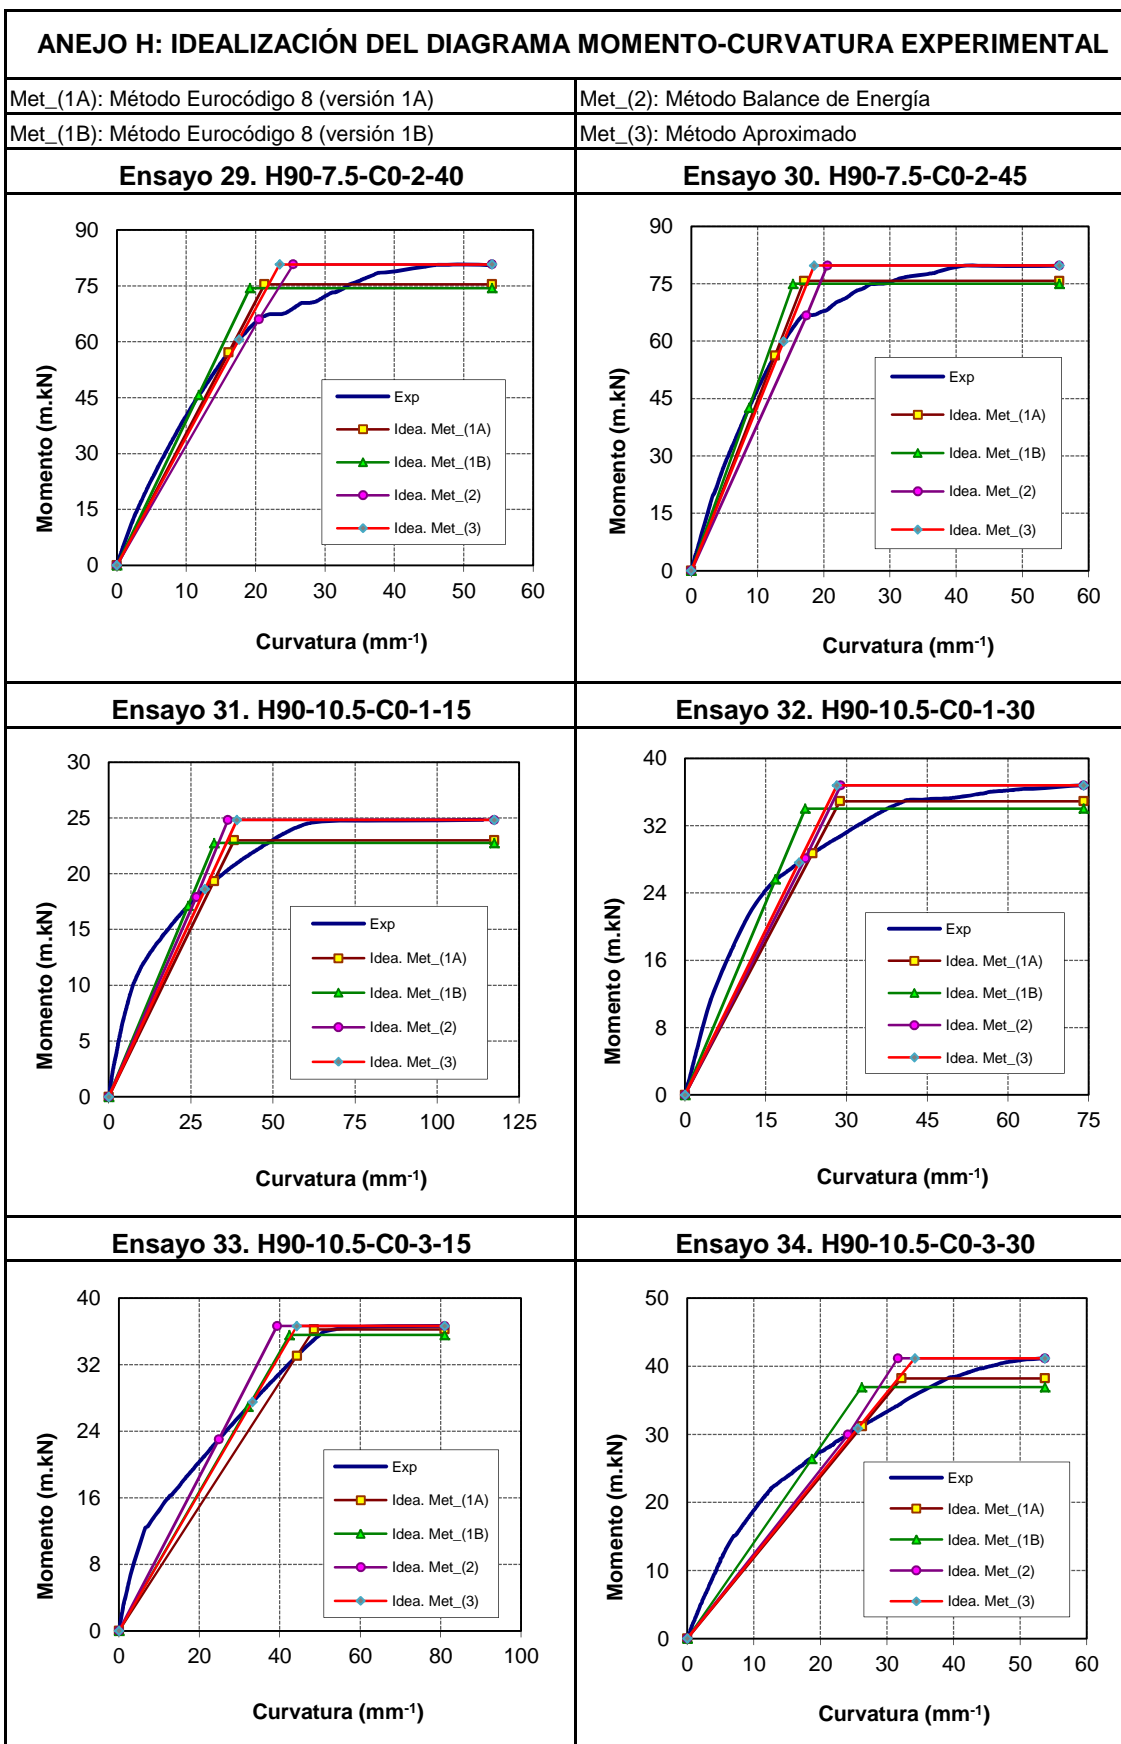 ANEJO H: IDEALIZACIÓN DEL DIAGRAMA MOMENTO-CURVATURA EXPERIMENTAL
Met_(1A): Método Eurocódigo 8 (versión 1A)
Met_(2): Método Balance de Energía
Met_(1B): Método Eurocódigo 8 (versión 1B)
Met_(3): Método Aproximado
Ensayo 29. H90-7.5-C0-2-40
Momento (m.kN)
90
75
60
45
30
15
0
Exp
Idea. Met_(1A)
Idea. Met_(1B)
Idea. Met_(2)
Idea. Met_(3)
0 10 20 30 40 50 60
Curvatura (mm-1)
Ensayo 30. H90-7.5-C0-2-45
Momento (m.kN)
90
75
60
45
30
15
0
Exp
Idea. Met_(1A)
Idea. Met_(1B)
Idea. Met_(2)
Idea. Met_(3)
0 10 20 30 40 50 60
Curvatura (mm-1)
Ensayo 31. H90-10.5-C0-1-15
Momento (m.kN)
30
25
20
15
10
5
0
Exp
Idea. Met_(1A)
Idea. Met_(1B)
Idea. Met_(2)
Idea. Met_(3)
0 25 50 75 100 125
Curvatura (mm-1)
Ensayo 32. H90-10.5-C0-1-30
Momento (m.kN)
40
32
24
16
8
0
Exp
Idea. Met_(1A)
Idea. Met_(1B)
Idea. Met_(2)
Idea. Met_(3)
0 15 30 45 60 75
Curvatura (mm-1)
Ensayo 33. H90-10.5-C0-3-15
Momento (m.kN)
40
32
24
16
8
0
Exp
Idea. Met_(1A)
Idea. Met_(1B)
Idea. Met_(2)
Idea. Met_(3)
0 20 40 60 80 100
Curvatura (mm-1)
Ensayo 34. H90-10.5-C0-3-30
Momento (m.kN)
50
40
30
20
10
0
Exp
Idea. Met_(1A)
Idea. Met_(1B)
Idea. Met_(2)
Idea. Met_(3)
0 10 20 30 40 50 60
Curvatura (mm-1)